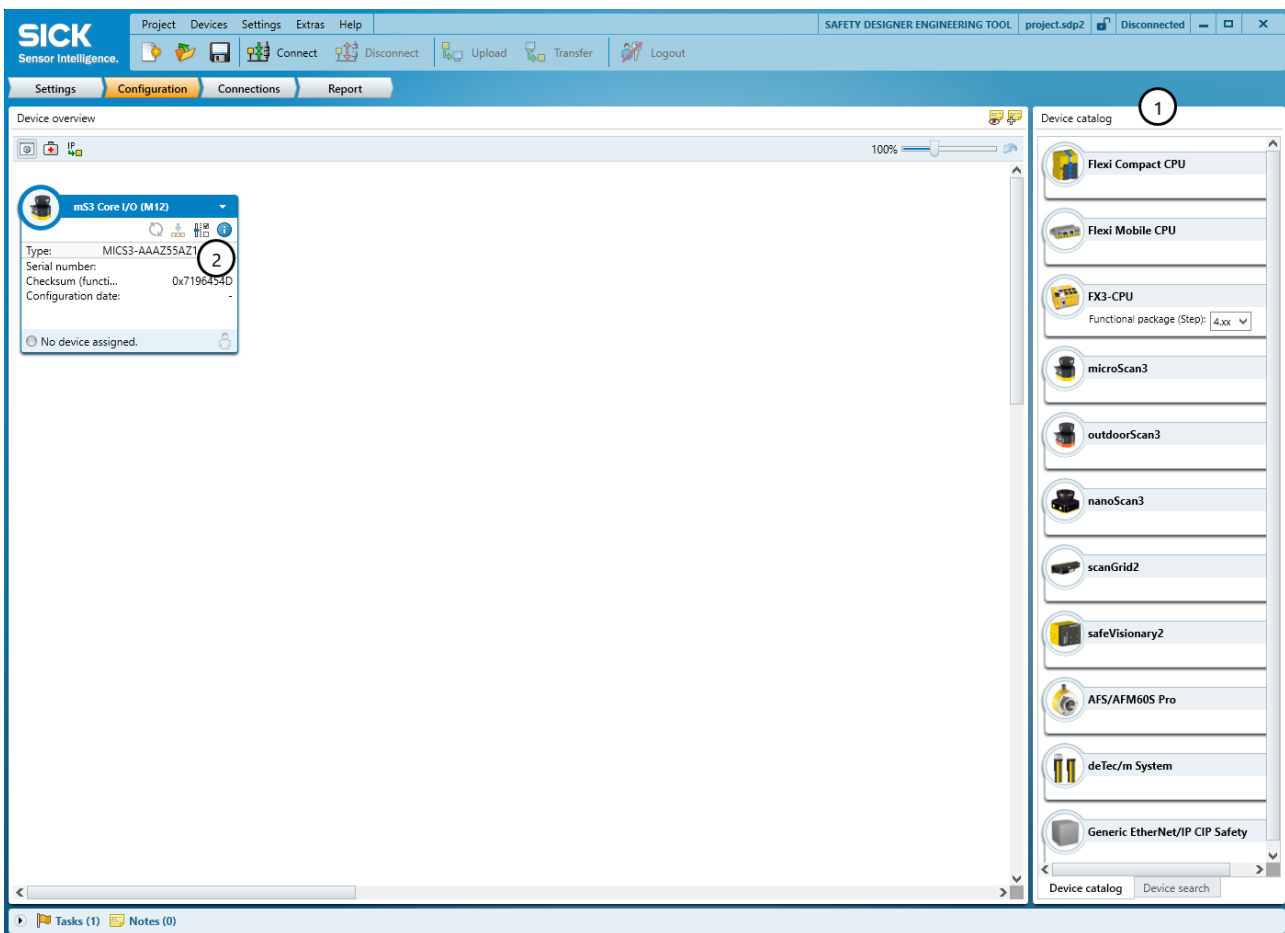 SICK
Sensor Intelligence.
Project Devices Settings Extras Help
SAFETY DESIGNER ENGINEERING TOOL project.sdp2 Disconnected
Connect Disconnect Upload Transfer Logout
Settings Configuration Connections Report
Device overview
100%
IP
mS3 Core I/O (M12)
Type: MICS3-AAAZ55AZ1
Serial number:
Checksum (functi... 0x7196454D
Configuration date: -
No device assigned.
2
Device catalog
1
Flexi Compact CPU
Flexi Mobile CPU
FX3-CPU
Functional package (Step): 4.xx
microScan3
outdoorScan3
nanoScan3
scanGrid2
safeVisionary2
AFS/AFM60S Pro
deTec/m System
Generic EtherNet/IP CIP Safety
Device catalog Device search
Tasks (1) Notes (0)